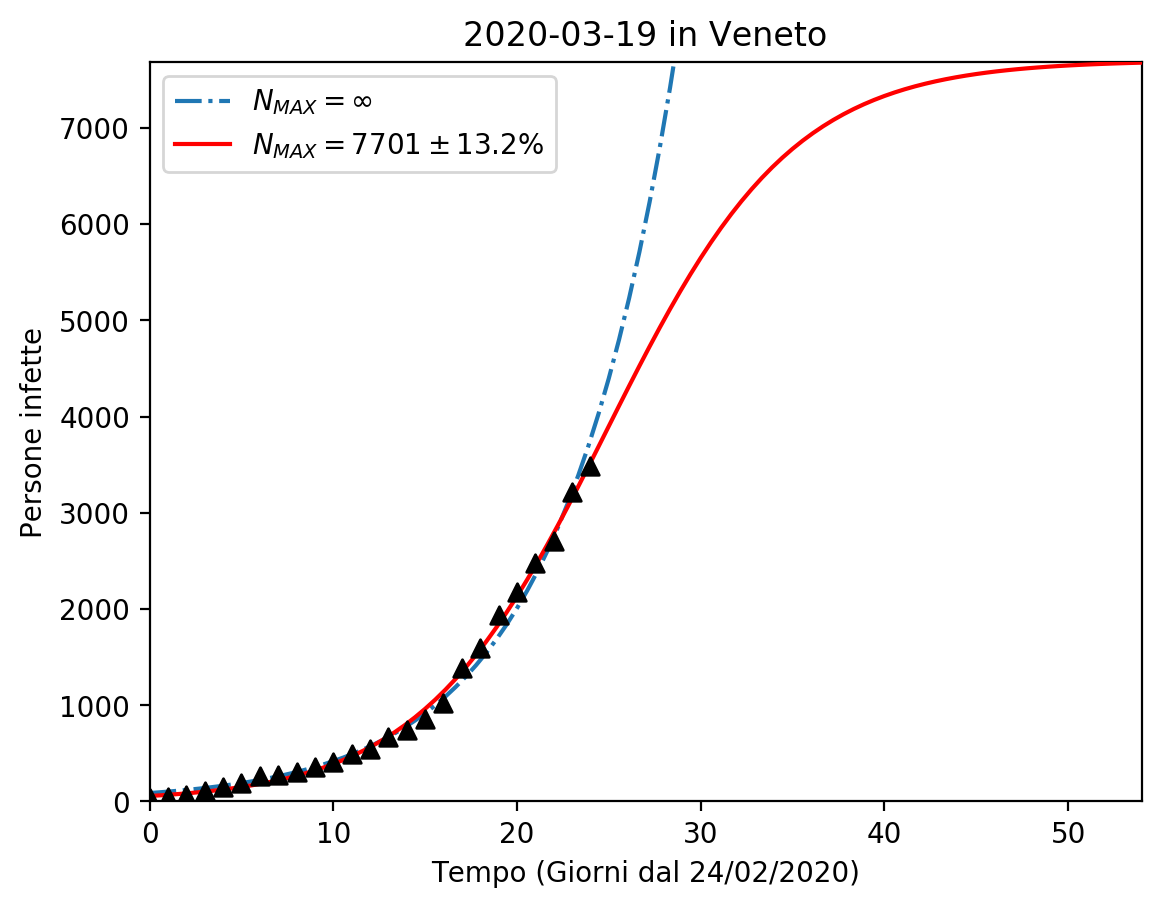 2020-03-19 in Veneto
N_MAX = ∞
N_MAX = 7701 ± 13.2%
Persone infette
7000
6000
5000
4000
3000
2000
1000
0
0 10 20 30 40 50
Tempo (Giorni dal 24/02/2020)